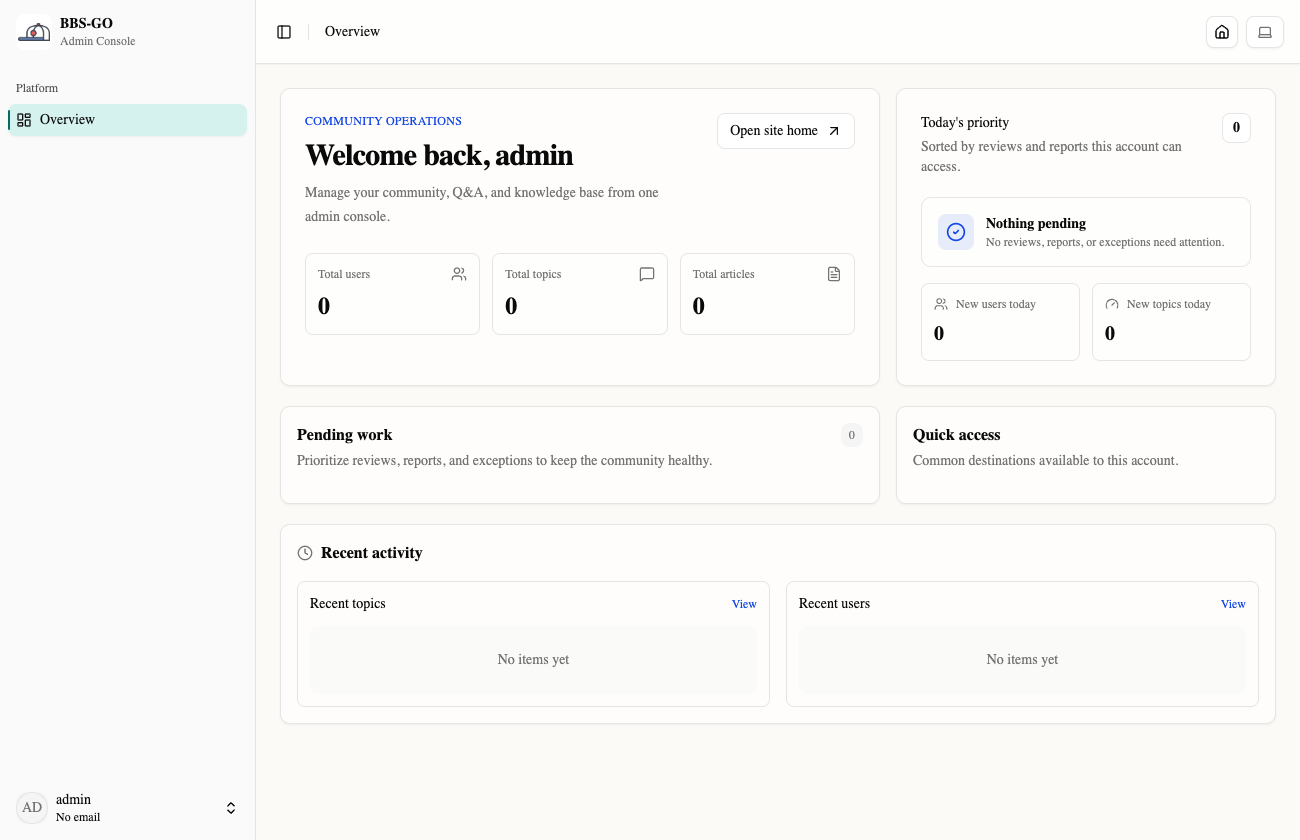 BBS-GO
Admin Console
Platform
Overview
AD
admin
No email
Overview
COMMUNITY OPERATIONS
Welcome back, admin
Manage your community, Q&A, and knowledge base from one
admin console.
Open site home
Total users
0
Total topics
0
Total articles
0
Today's priority
0
Sorted by reviews and reports this account can
access.
Nothing pending
No reviews, reports, or exceptions need attention.
New users today
0
New topics today
0
Pending work
0
Prioritize reviews, reports, and exceptions to keep the community healthy.
Quick access
Common destinations available to this account.
Recent activity
Recent topics
View
No items yet
Recent users
View
No items yet